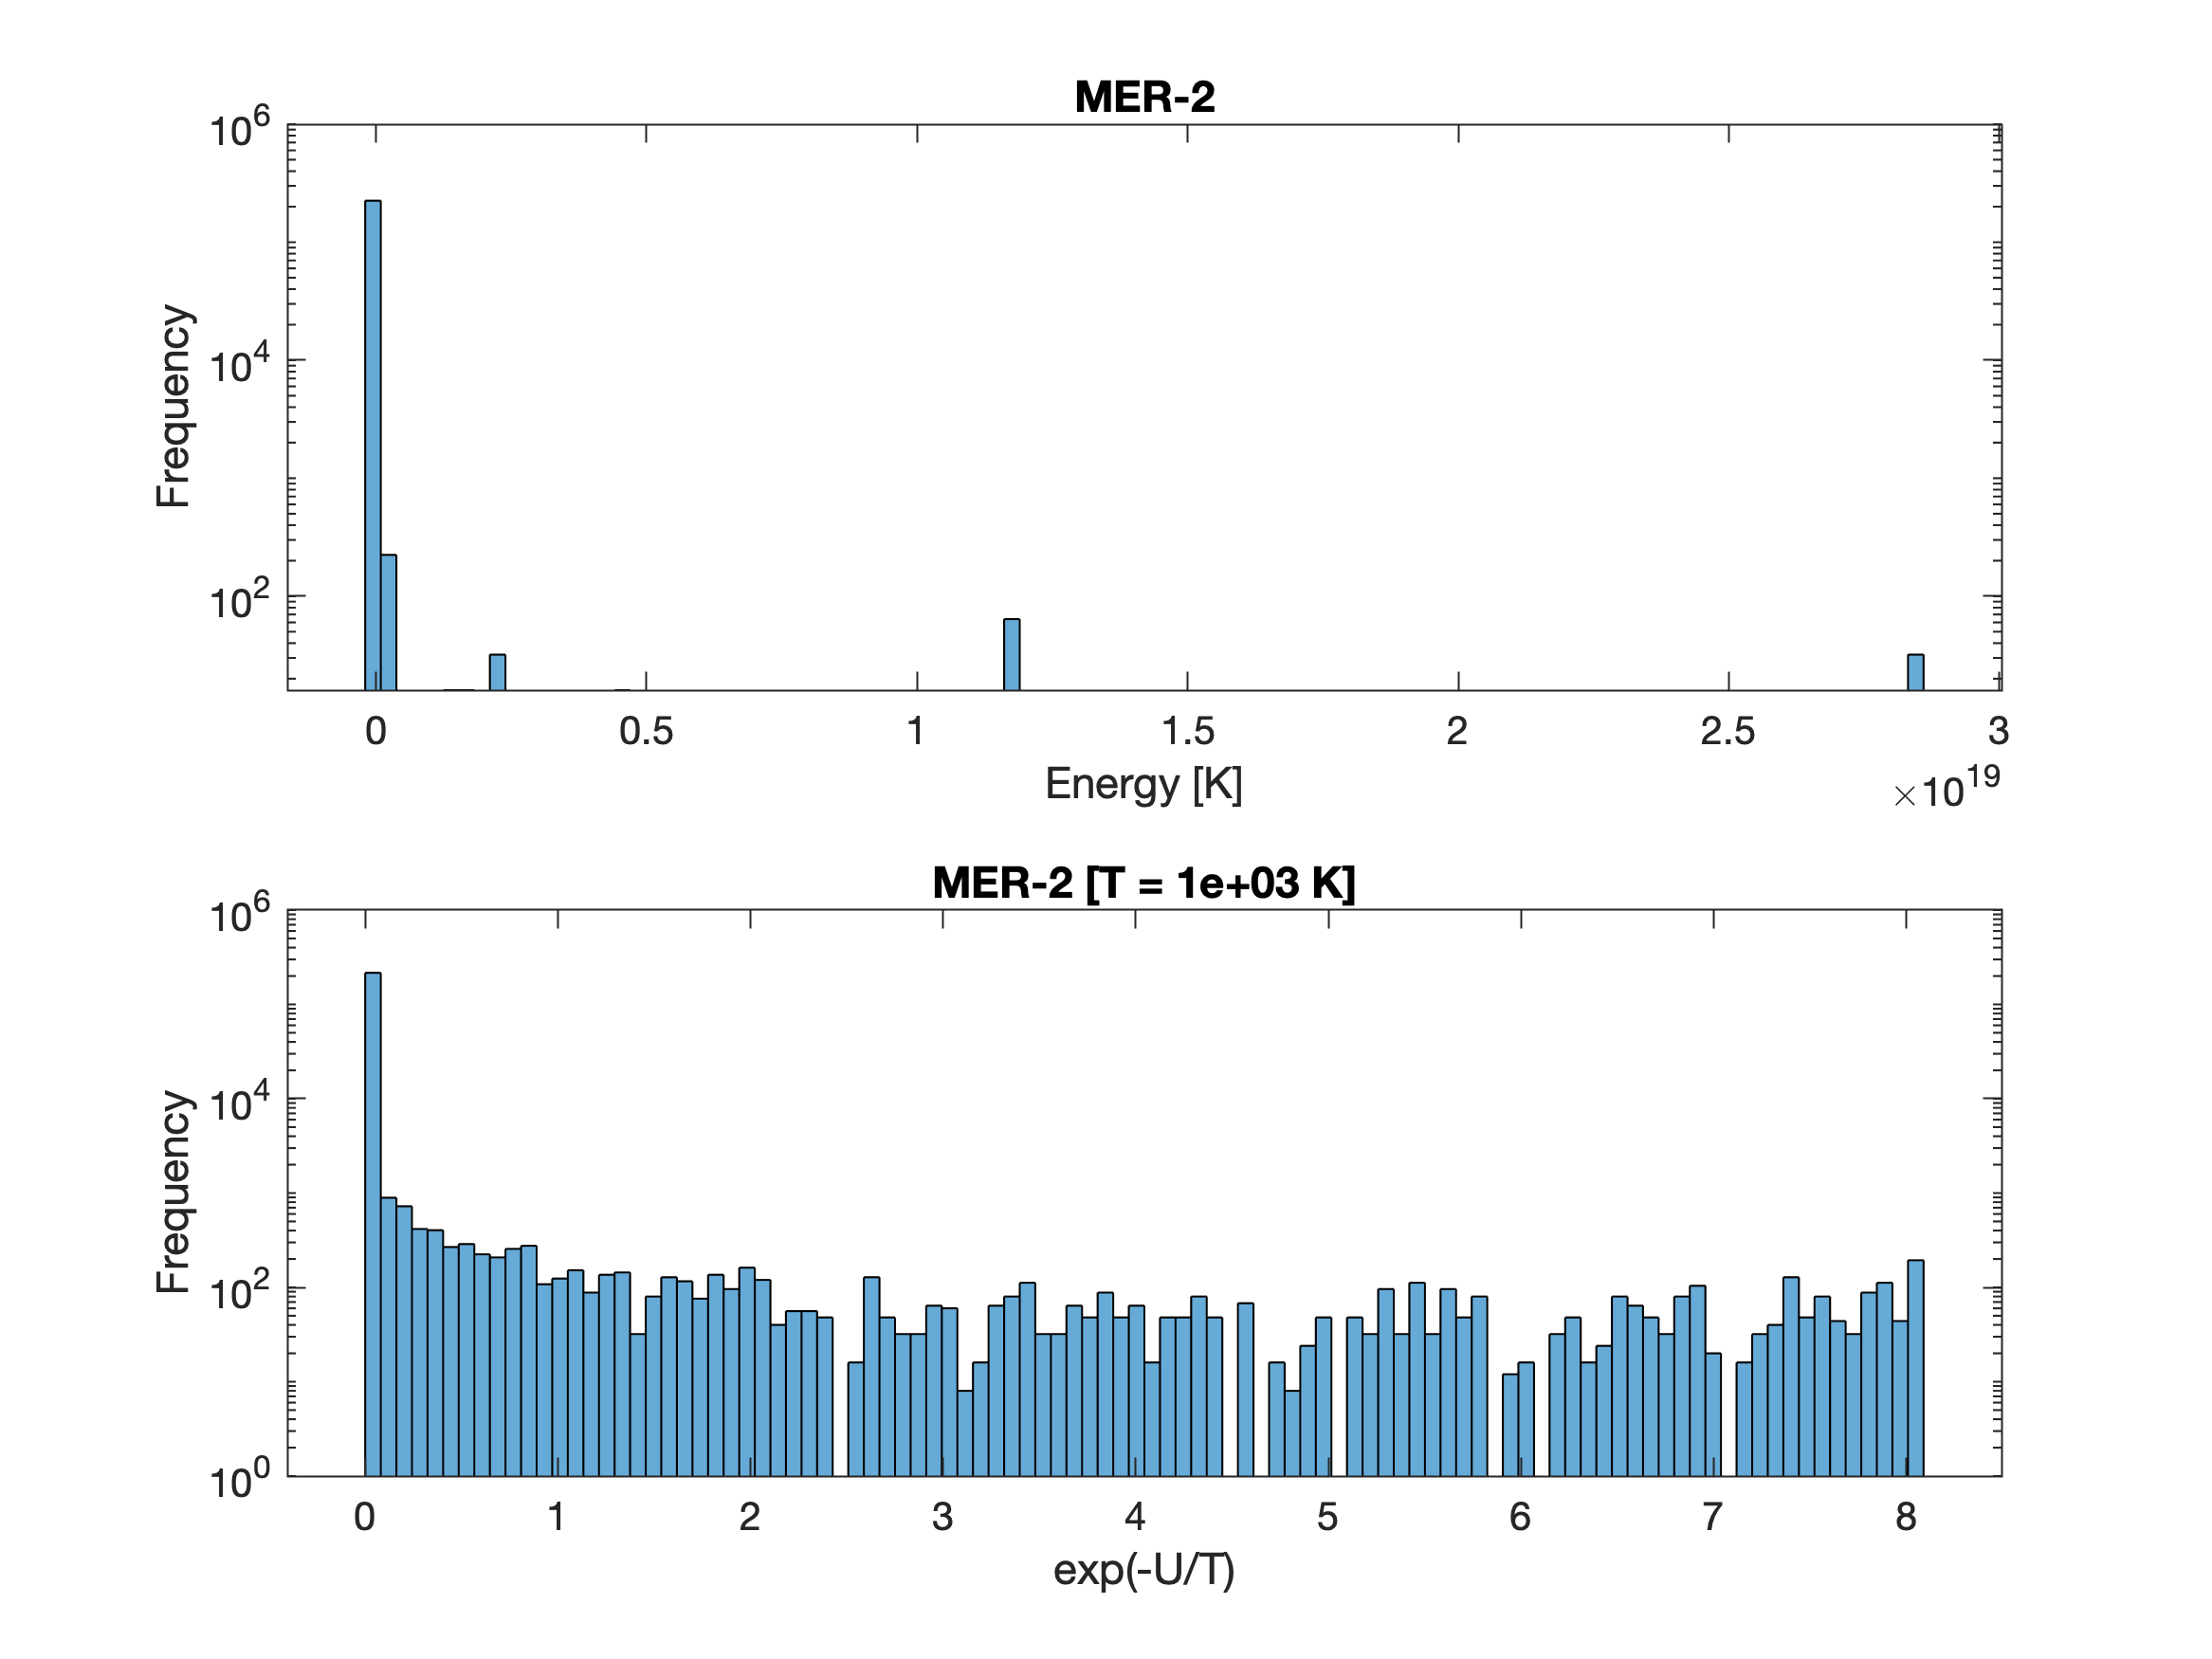 MER-2
10^6
10^4
10^2
Frequency
0 0.5 1 1.5 2 2.5 3
Energy [K]
×10^19
MER-2 [T = 1e+03 K]
10^6
10^4
10^2
10^0
Frequency
0 1 2 3 4 5 6 7 8
exp(-U/T)